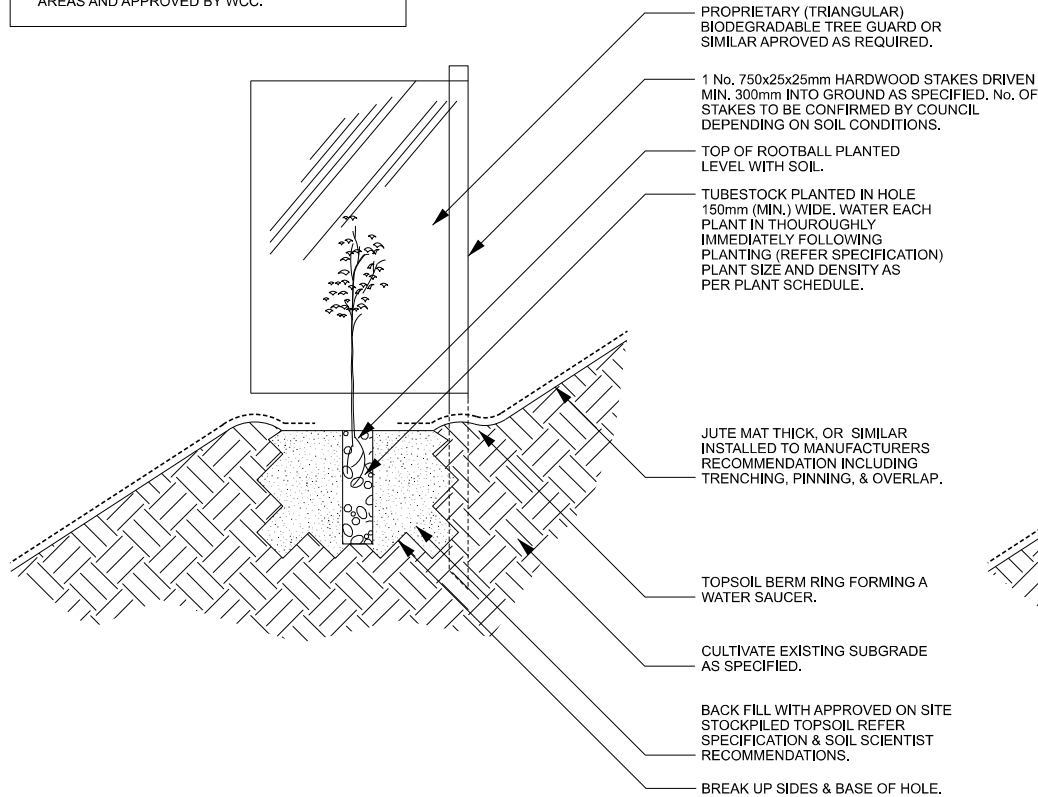 AREAS AND APPROVED BY WCC.
PROPRIETARY (TRIANGULAR)
BIODEGRADABLE TREE GUARD OR
SIMILAR APROVED AS REQUIRED.
1 No. 750x25x25mm HARDWOOD STAKES DRIVEN
MIN. 300mm INTO GROUND AS SPECIFIED. No. OF
STAKES TO BE CONFIRMED BY COUNCIL
DEPENDING ON SOIL CONDITIONS.
TOP OF ROOTBALL PLANTED
LEVEL WITH SOIL.
TUBESTOCK PLANTED IN HOLE
150mm (MIN.) WIDE. WATER EACH
PLANT IN THOUROUGHLY
IMMEDIATELY FOLLOWING
PLANTING (REFER SPECIFICATION)
PLANT SIZE AND DENSITY AS
PER PLANT SCHEDULE.
JUTE MAT THICK, OR SIMILAR
INSTALLED TO MANUFACTURERS
RECOMMENDATION INCLUDING
TRENCHING, PINNING, & OVERLAP.
TOPSOIL BERM RING FORMING A
WATER SAUCER.
CULTIVATE EXISTING SUBGRADE
AS SPECIFIED.
BACK FILL WITH APPROVED ON SITE
STOCKPILED TOPSOIL REFER
SPECIFICATION & SOIL SCIENTIST
RECOMMENDATIONS.
BREAK UP SIDES & BASE OF HOLE.